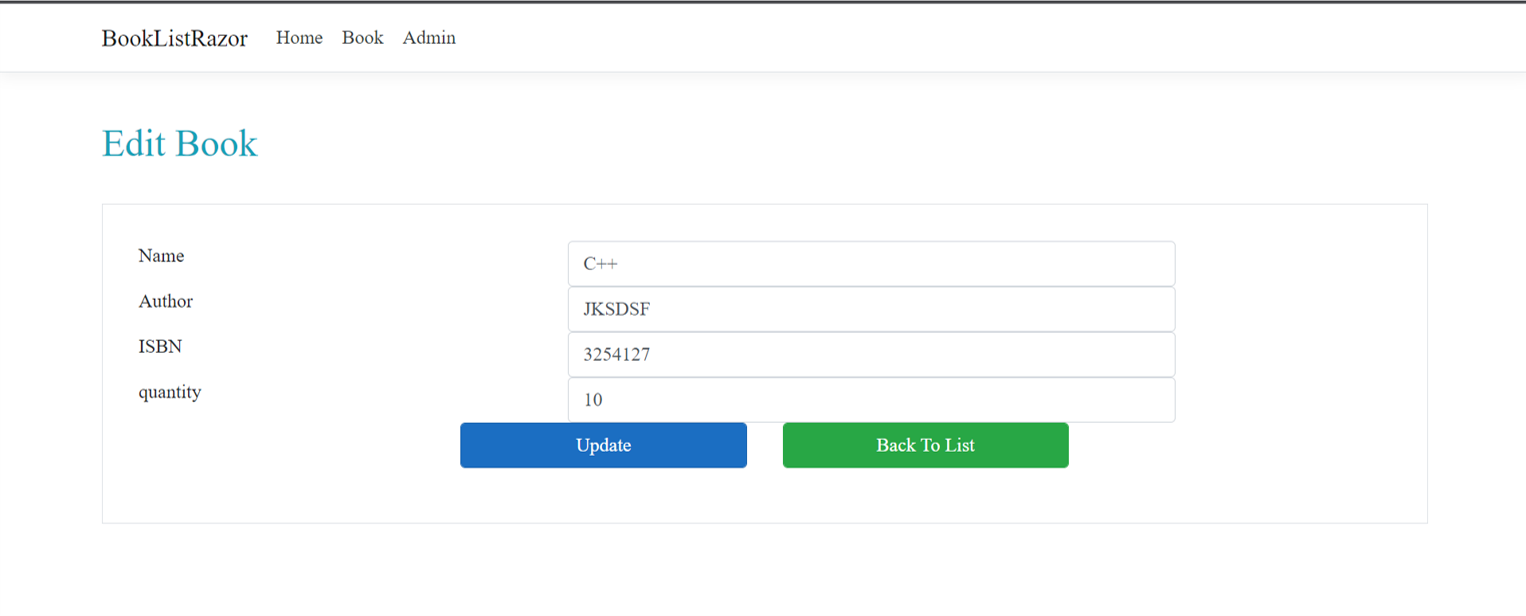 BookListRazor Home Book Admin
Edit Book
Name C++
Author JKSDSF
ISBN 3254127
quantity 10
Update Back To List